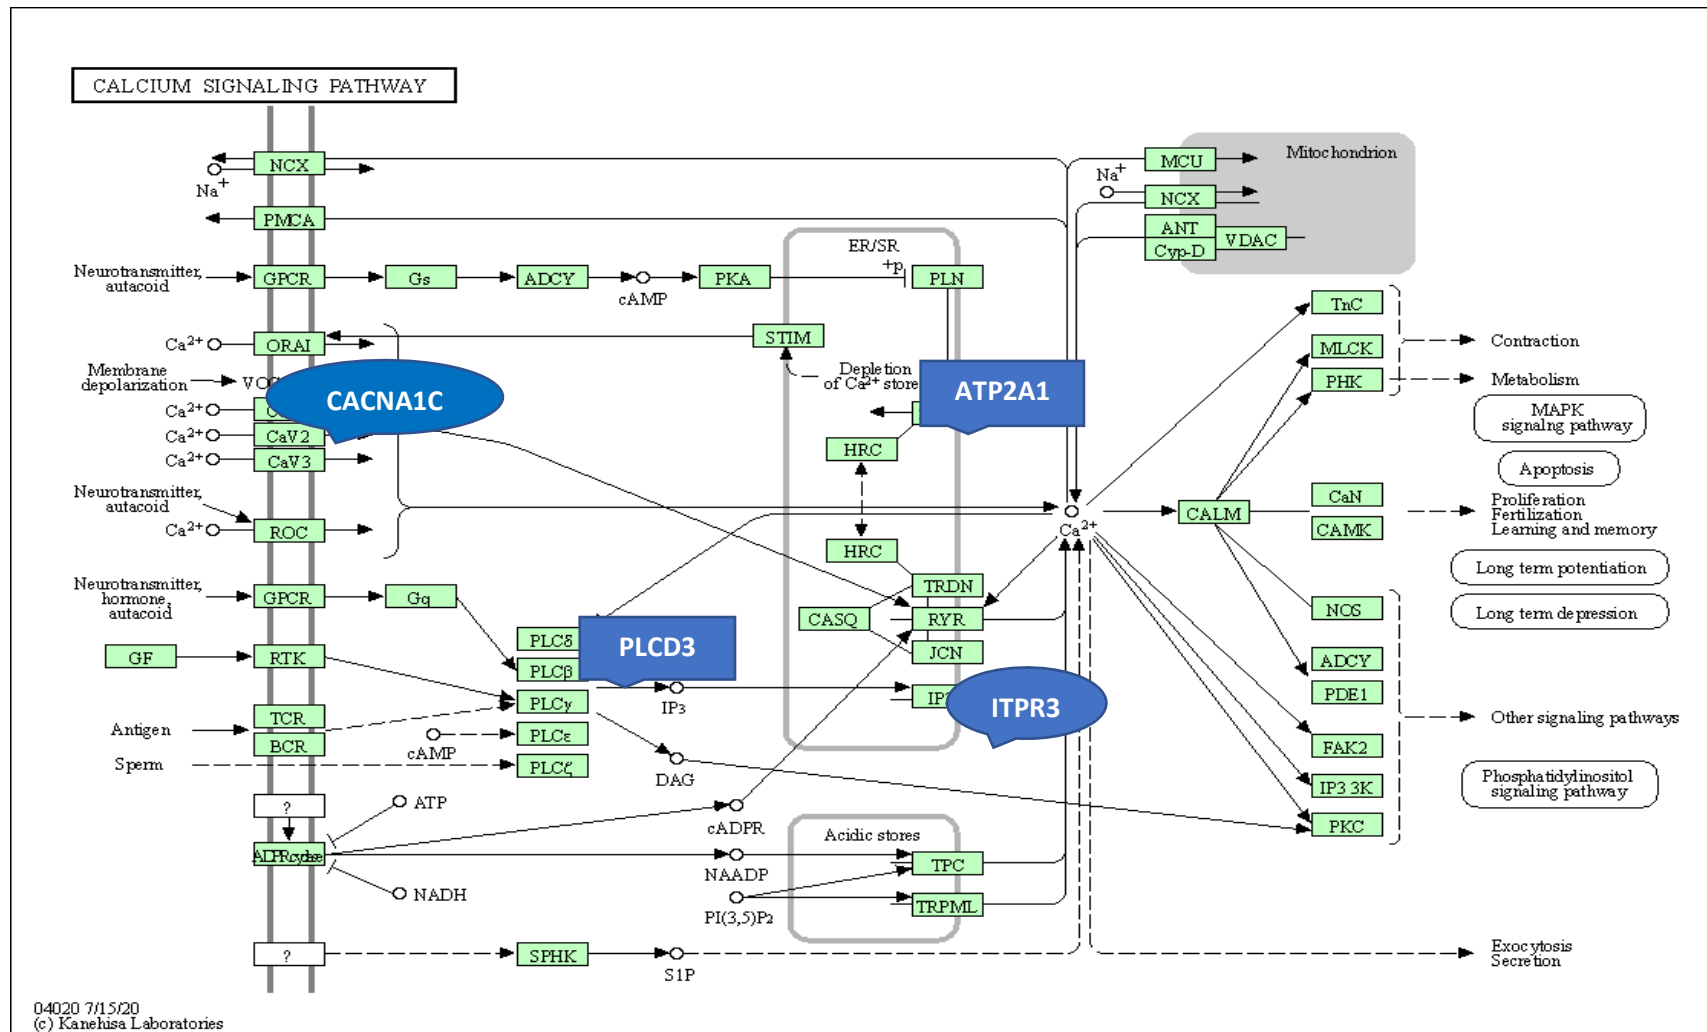 CALCIUM SIGNALING PATHWAY
NCX
Na+
PMCA
Neurotransmitter,
autacoid
GPCR
Gs
ADCY
cAMP
PKA
+p
PLN
ER/SR
MCU
Mitochondrion
Na+
NCX
ANT
Cyp-D
VDAC
Ca2+
ORAI
STIM
Membrane
depolarization
Depletion
of Ca2+ store
CACNA1C
ATP2A1
Ca2+
Ca2+
CaV2
Ca2+
CaV3
HRC
HRC
Neurotransmitter,
autacoid
Ca2+
ROC
Ca2+
CALM
TnC
MLCK
PHK
Contraction
Metabolism
MAPK
signalng pathway
Apoptosis
CaN
CAMK
Proliferation
Fertilization
Learning and memory
Long term potentiation
Long term depression
Neurotransmitter,
hormone,
autacoid
GPCR
Gq
TRDN
CASQ
RYR
JCN
NOS
GF
RTK
PLCδ
PLCβ
PLCγ
PLCε
PLCζ
PLCD3
IP3
ITPR3
ADCY
PDE1
Antigen
TCR
BCR
cAMP
Sperm
DAG
Other signaling pathways
FAK2
IP3 3K
PKC
Phosphatidylinositol
signaling pathway
?
ATP
cADPR
Acidic stores
NAADP
TPC
NADH
PI(3,5)P2
TRPML
?
SPHK
S1P
Exocytosis
Secretion
04020 7/15/20
(c) Kanehisa Laboratories